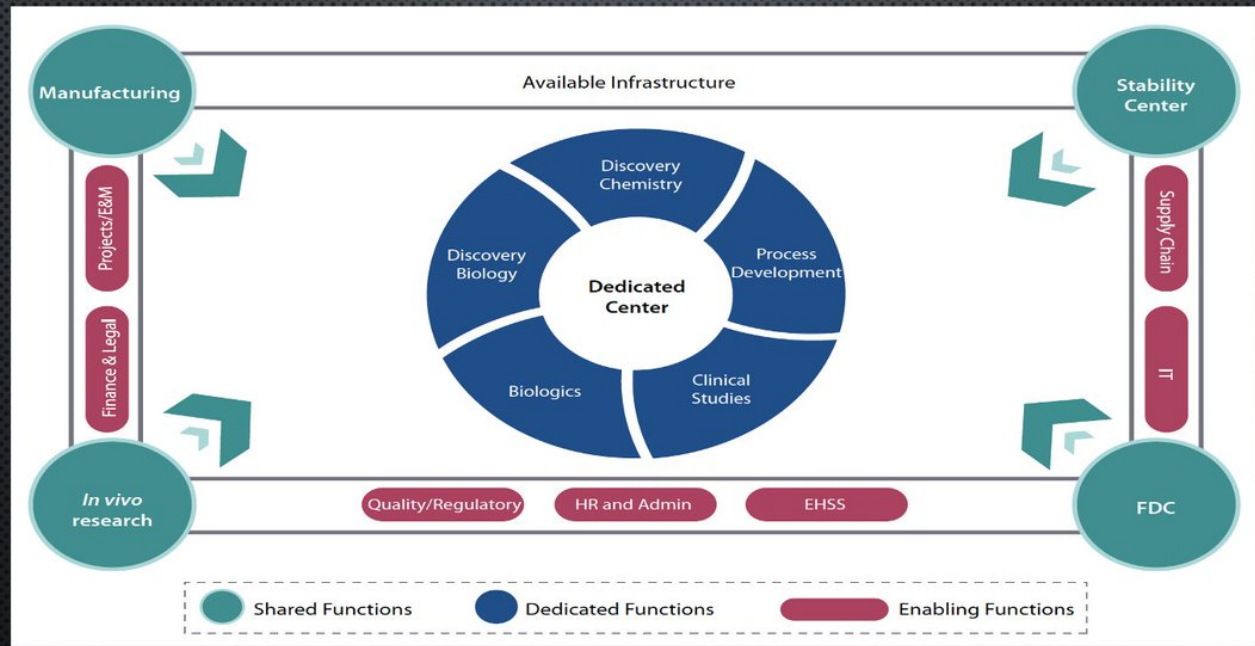 Manufacturing
Available Infrastructure
Stability
Center
Projects/E&M
Finance & Legal
Discovery
Chemistry
Discovery
Biology
Process
Development
Dedicated
Center
Biologics
Clinical
Studies
Supply Chain
IT
In vivo
research
Quality/Regulatory
HR and Admin
EHSS
FDC
Shared Functions
Dedicated Functions
Enabling Functions